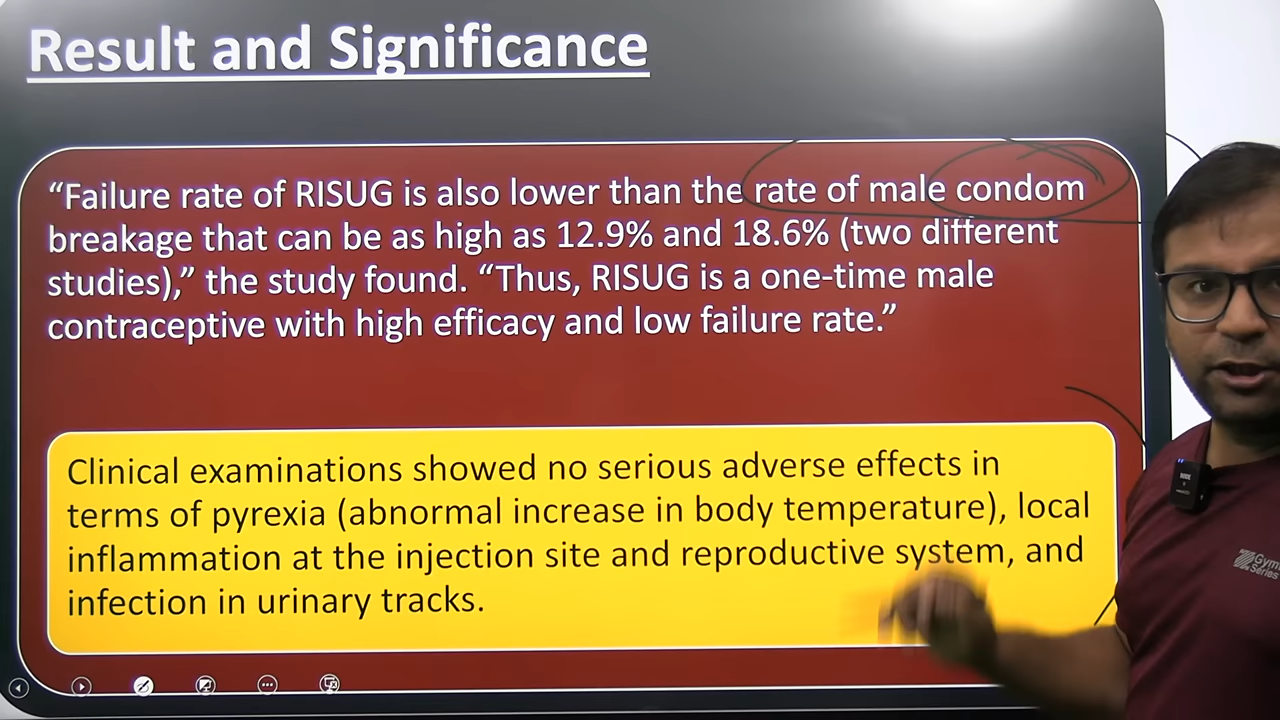 Result and Significance
“Failure rate of RISUG is also lower than the rate of male condom
breakage that can be as high as 12.9% and 18.6% (two different
studies),” the study found. “Thus, RISUG is a one-time male
contraceptive with high efficacy and low failure rate.”
Clinical examinations showed no serious adverse effects in
terms of pyrexia (abnormal increase in body temperature), local
inflammation at the injection site and reproductive system, and
infection in urinary tracks.
RODE
Series